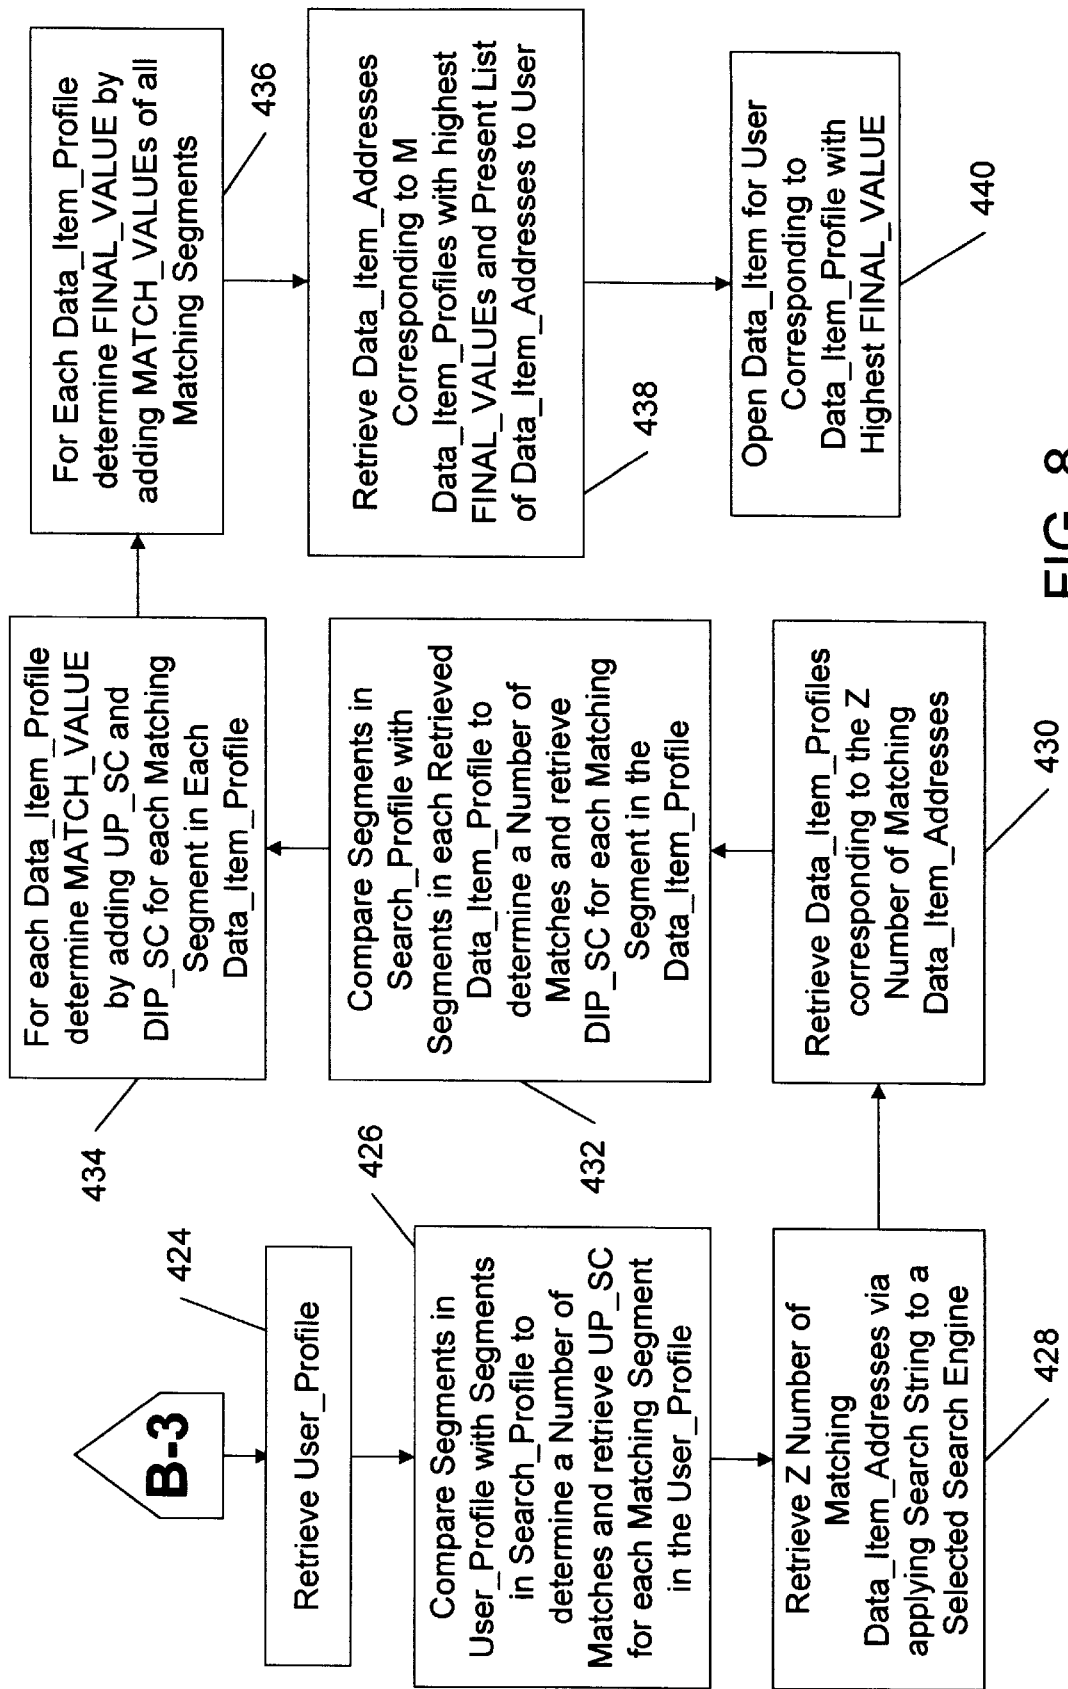 B-3
424
Retrieve User_Profile
426
Compare Segments in
User_Profile with Segments
in Search_Profile to
determine a Number of
Matches and retrieve UP_SC
for each Matching Segment
in the User_Profile
Retrieve Z Number of
Matching
Data_Item_Addresses via
applying Search String to a
Selected Search Engine
428
Retrieve Data_Item_Profiles
corresponding to the Z
Number of Matching
Data_Item_Addresses
430
Compare Segments in
Search_Profile with
Segments in each Retrieved
Data_Item_Profile to
determine a Number of
Matches and retrieve
DIP_SC for each Matching
Segment in the
Data_Item_Profile
432
For each Data_Item_Profile
determine MATCH_VALUE
by adding UP_SC and
DIP_SC for each Matching
Segment in Each
Data_Item_Profile
434
For Each Data_Item_Profile
determine FINAL_VALUE by
adding MATCH_VALUEs of all
Matching Segments
436
Retrieve Data_Item_Addresses
Corresponding to M
Data_Item_Profiles with highest
FINAL_VALUES and Present List
of Data_Item_Addresses to User
438
Open Data_Item for User
Corresponding to
Data_Item_Profile with
Highest FINAL_VALUE
440
FIG. 8